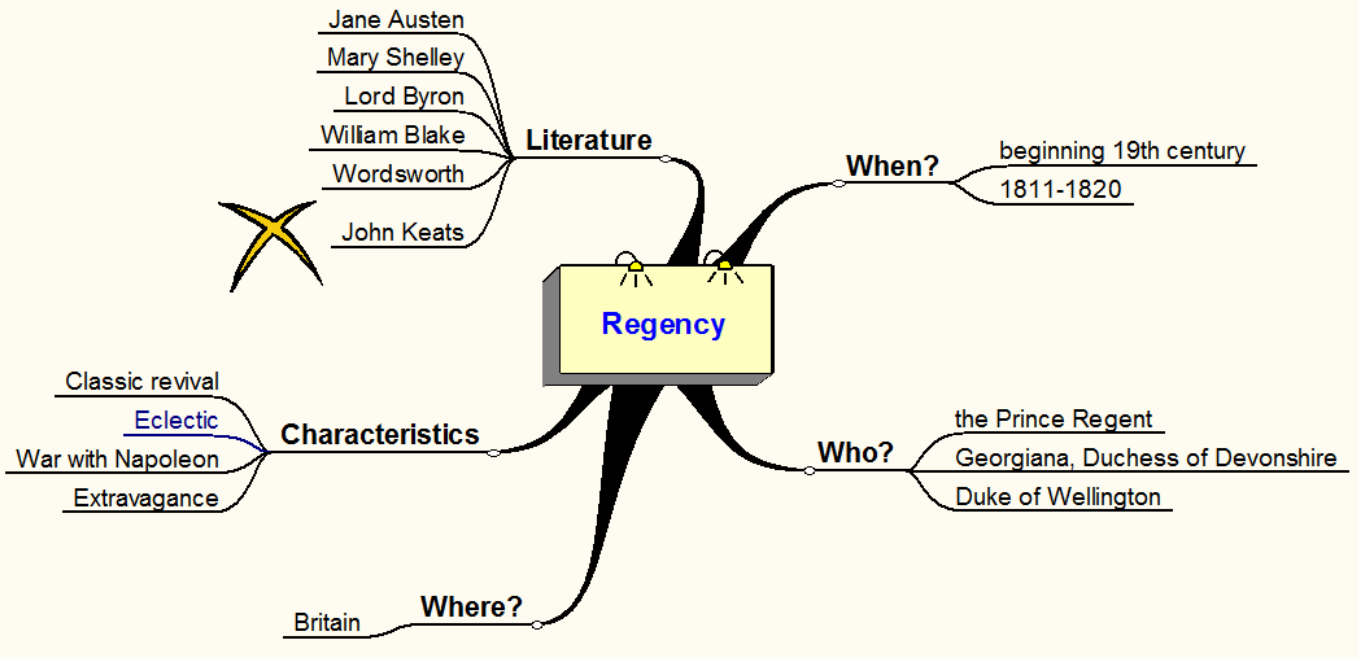 Jane Austen
Mary Shelley
Lord Byron
William Blake
Wordsworth
John Keats
Literature
When?
beginning 19th century
1811-1820
Regency
Classic revival
Eclectic
War with Napoleon
Extravagance
Characteristics
Who?
the Prince Regent
Georgiana, Duchess of Devonshire
Duke of Wellington
Where?
Britain